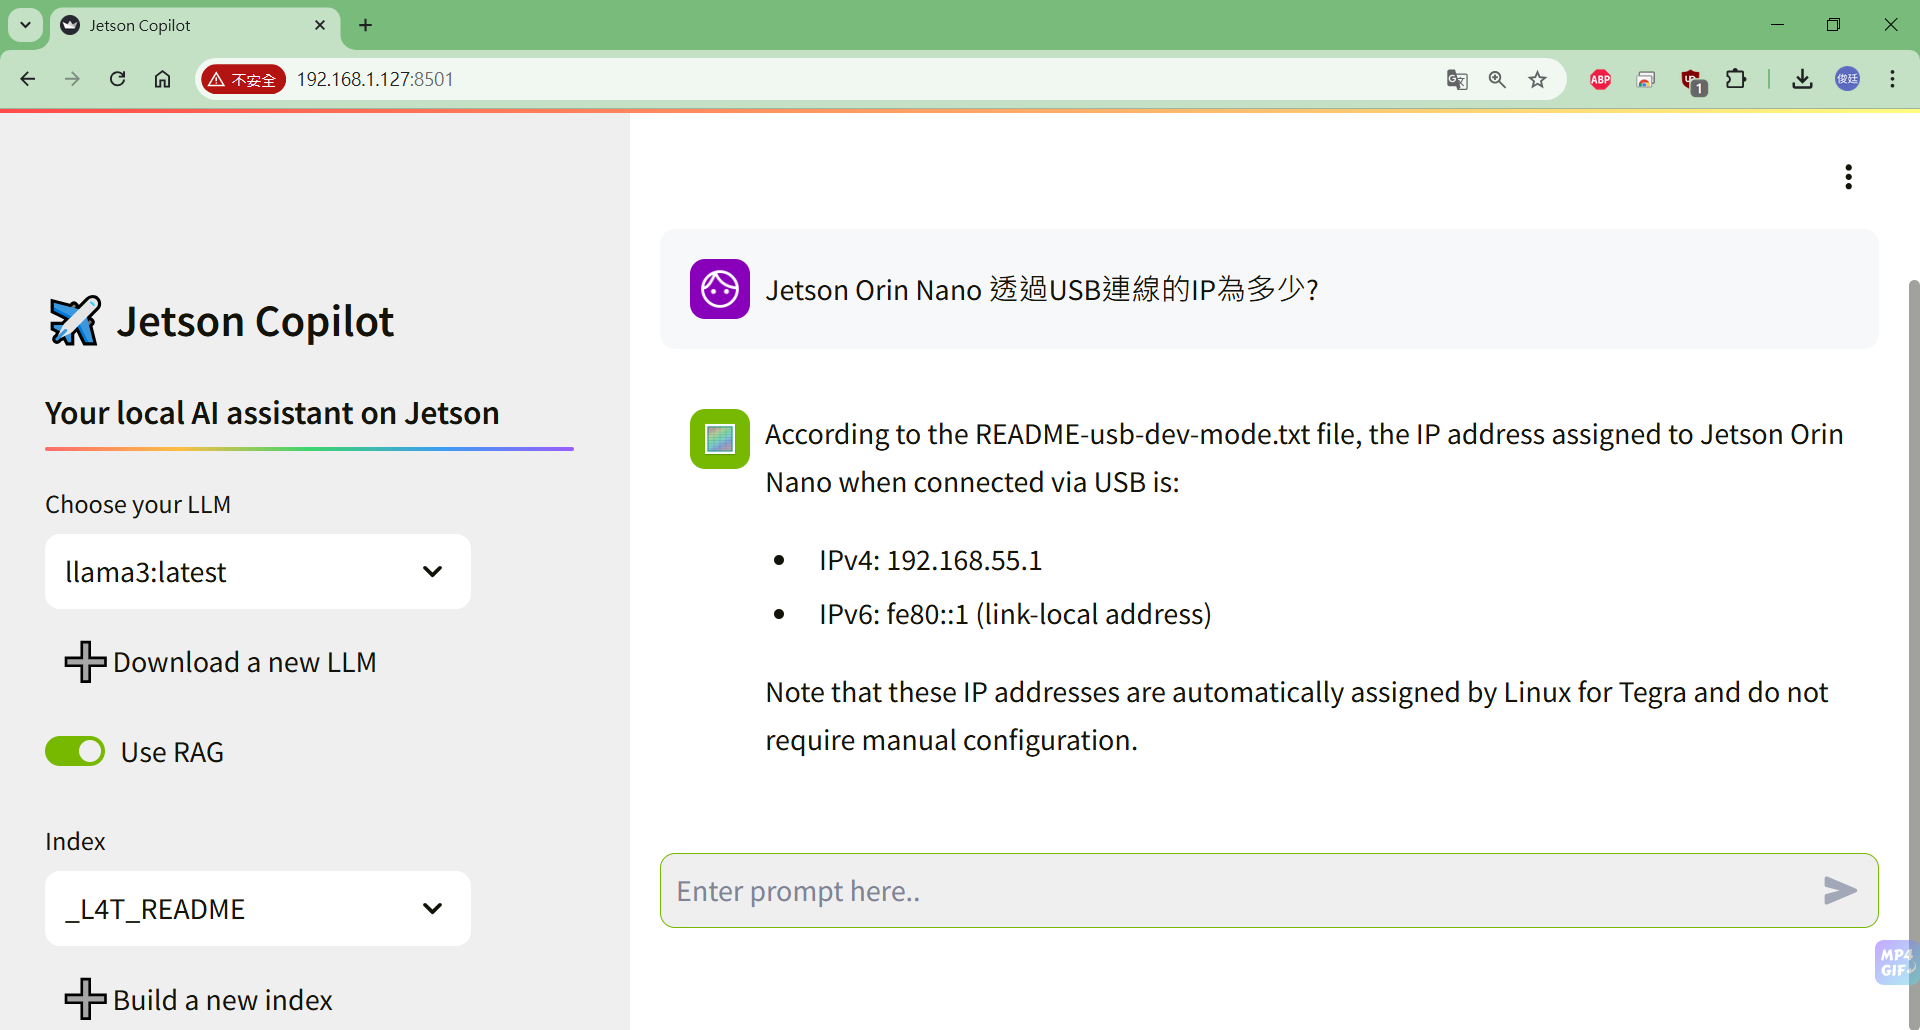 Jetson Copilot
不安全
192.168.1.127:8501
ABP
1
俊廷
Jetson Copilot
Your local AI assistant on Jetson
Choose your LLM
llama3:latest
Download a new LLM
Use RAG
Index
_L4T_README
Build a new index
Jetson Orin Nano 透過USB連線的IP為多少?
According to the README-usb-dev-mode.txt file, the IP address assigned to Jetson Orin
Nano when connected via USB is:
IPv4: 192.168.55.1
IPv6: fe80::1 (link-local address)
Note that these IP addresses are automatically assigned by Linux for Tegra and do not
require manual configuration.
Enter prompt here..
MP4
GIF